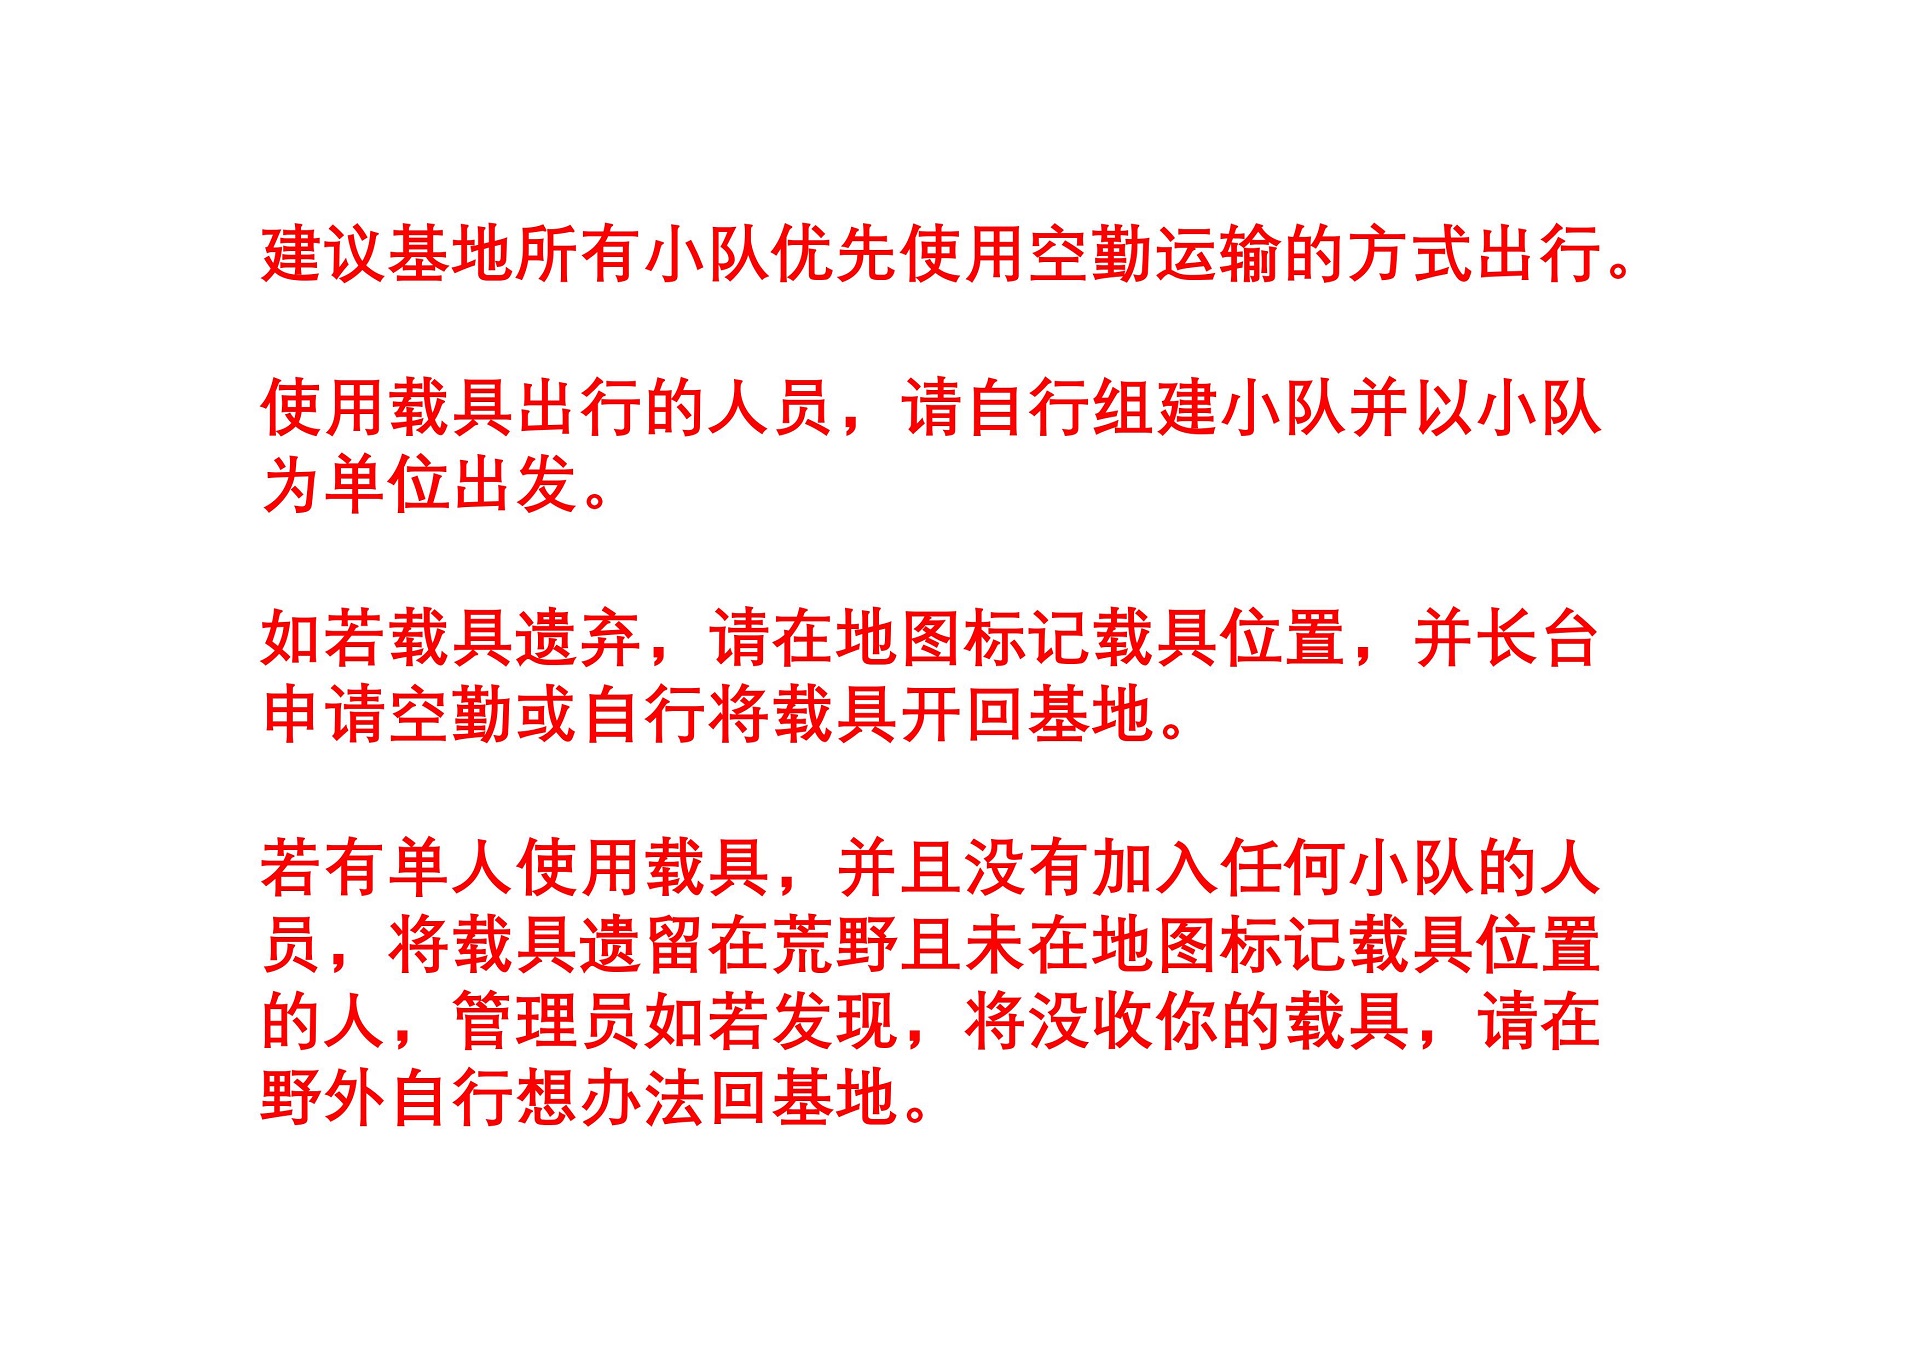 建议基地所有小队优先使用空勤运输的方式出行。
使用载具出行的人员，请自行组建小队并以小队
为单位出发。
如若载具遗弃，请在地图标记载具位置，并长台
申请空勤或自行将载具开回基地。
若有单人使用载具，并且没有加入任何小队的人
员，将载具遗留在荒野且未在地图标记载具位置
的人，管理员如若发现，将没收你的载具，请在
野外自行想办法回基地。